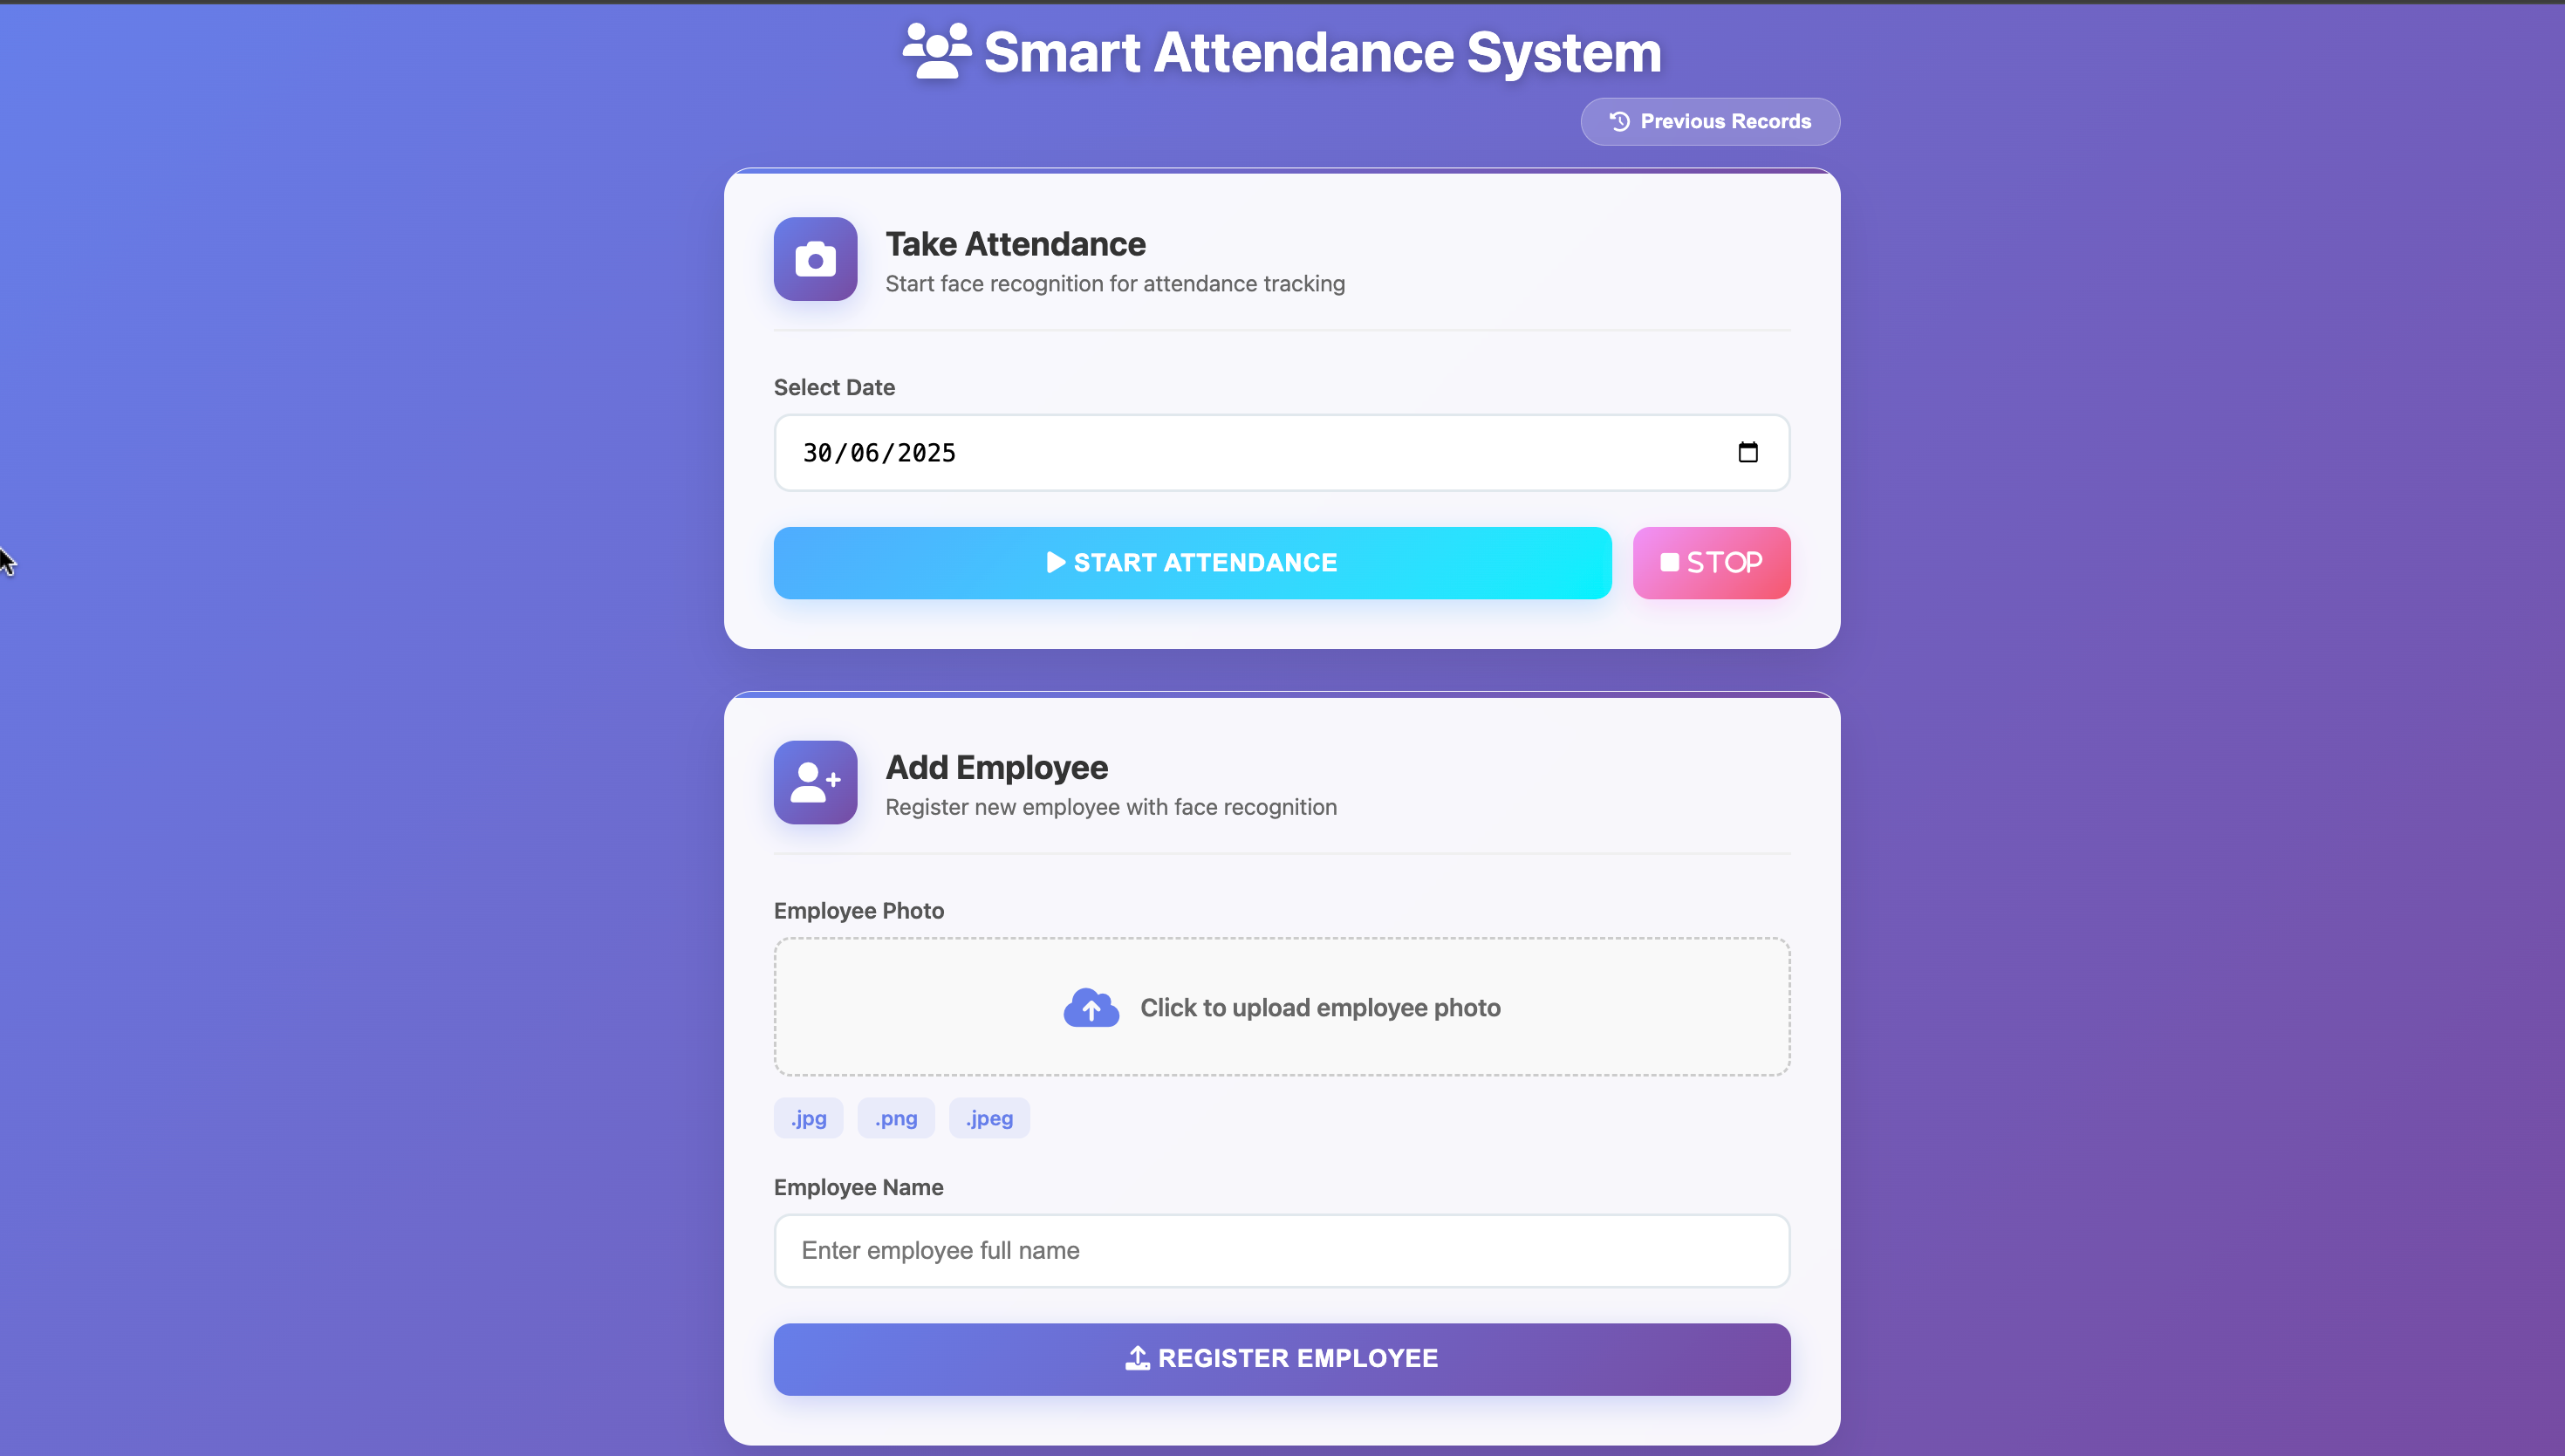 Smart Attendance System
Previous Records
Take Attendance
Start face recognition for attendance tracking
Select Date
30/06/2025
START ATTENDANCE
STOP
Add Employee
Register new employee with face recognition
Employee Photo
Click to upload employee photo
.jpg .png .jpeg
Employee Name
Enter employee full name
REGISTER EMPLOYEE